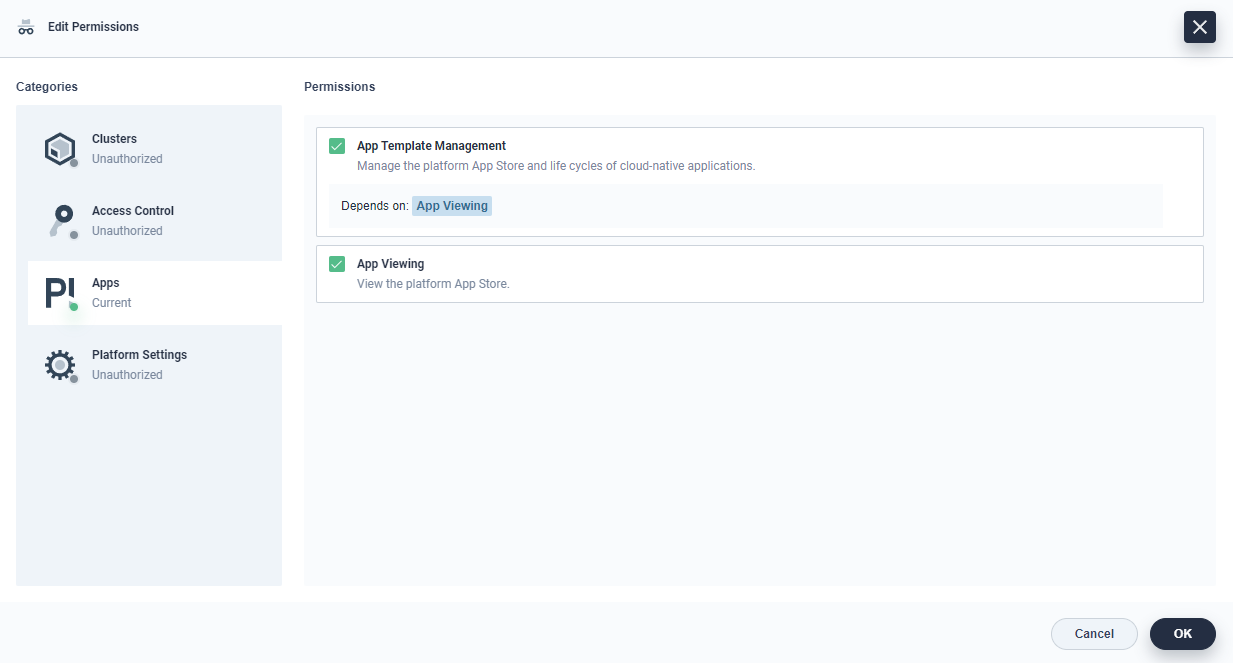 Edit Permissions
Categories
Clusters
Unauthorized
Access Control
Unauthorized
Apps
Current
Platform Settings
Unauthorized
Permissions
App Template Management
Manage the platform App Store and life cycles of cloud-native applications.
Depends on: App Viewing
App Viewing
View the platform App Store.
Cancel
OK